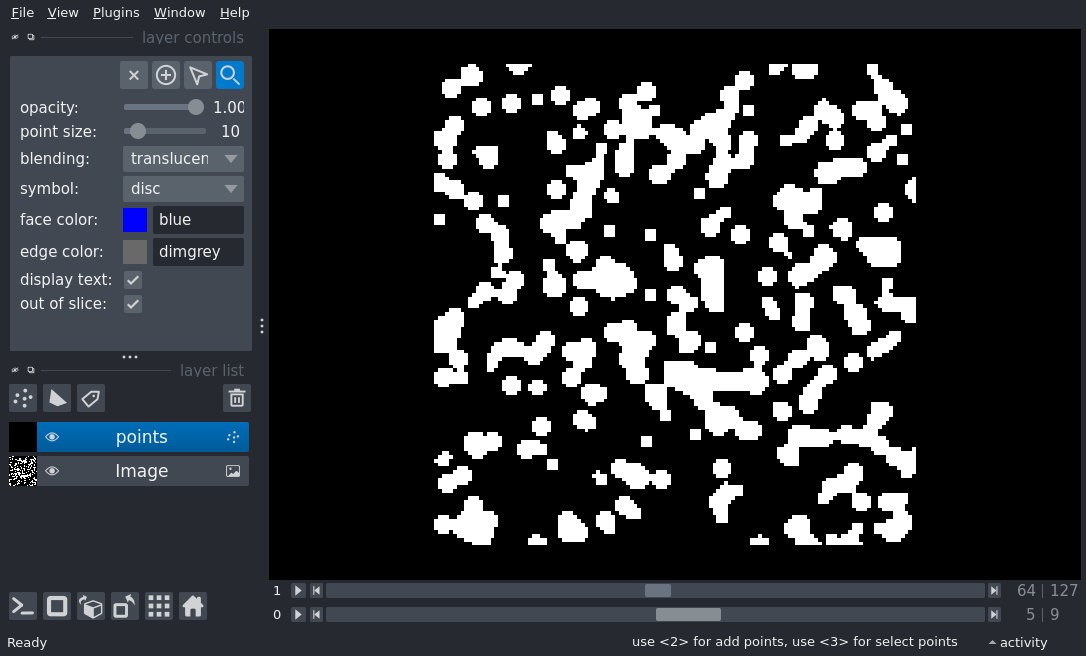 File View Plugins Window Help
layer controls
opacity: 1.00
point size: 10
blending: translucen
symbol: disc
face color: blue
edge color: dimgrey
display text:
out of slice:
layer list
points
Image
1 64 | 127
0 5 | 9
Ready use <2> for add points, use <3> for select points activity